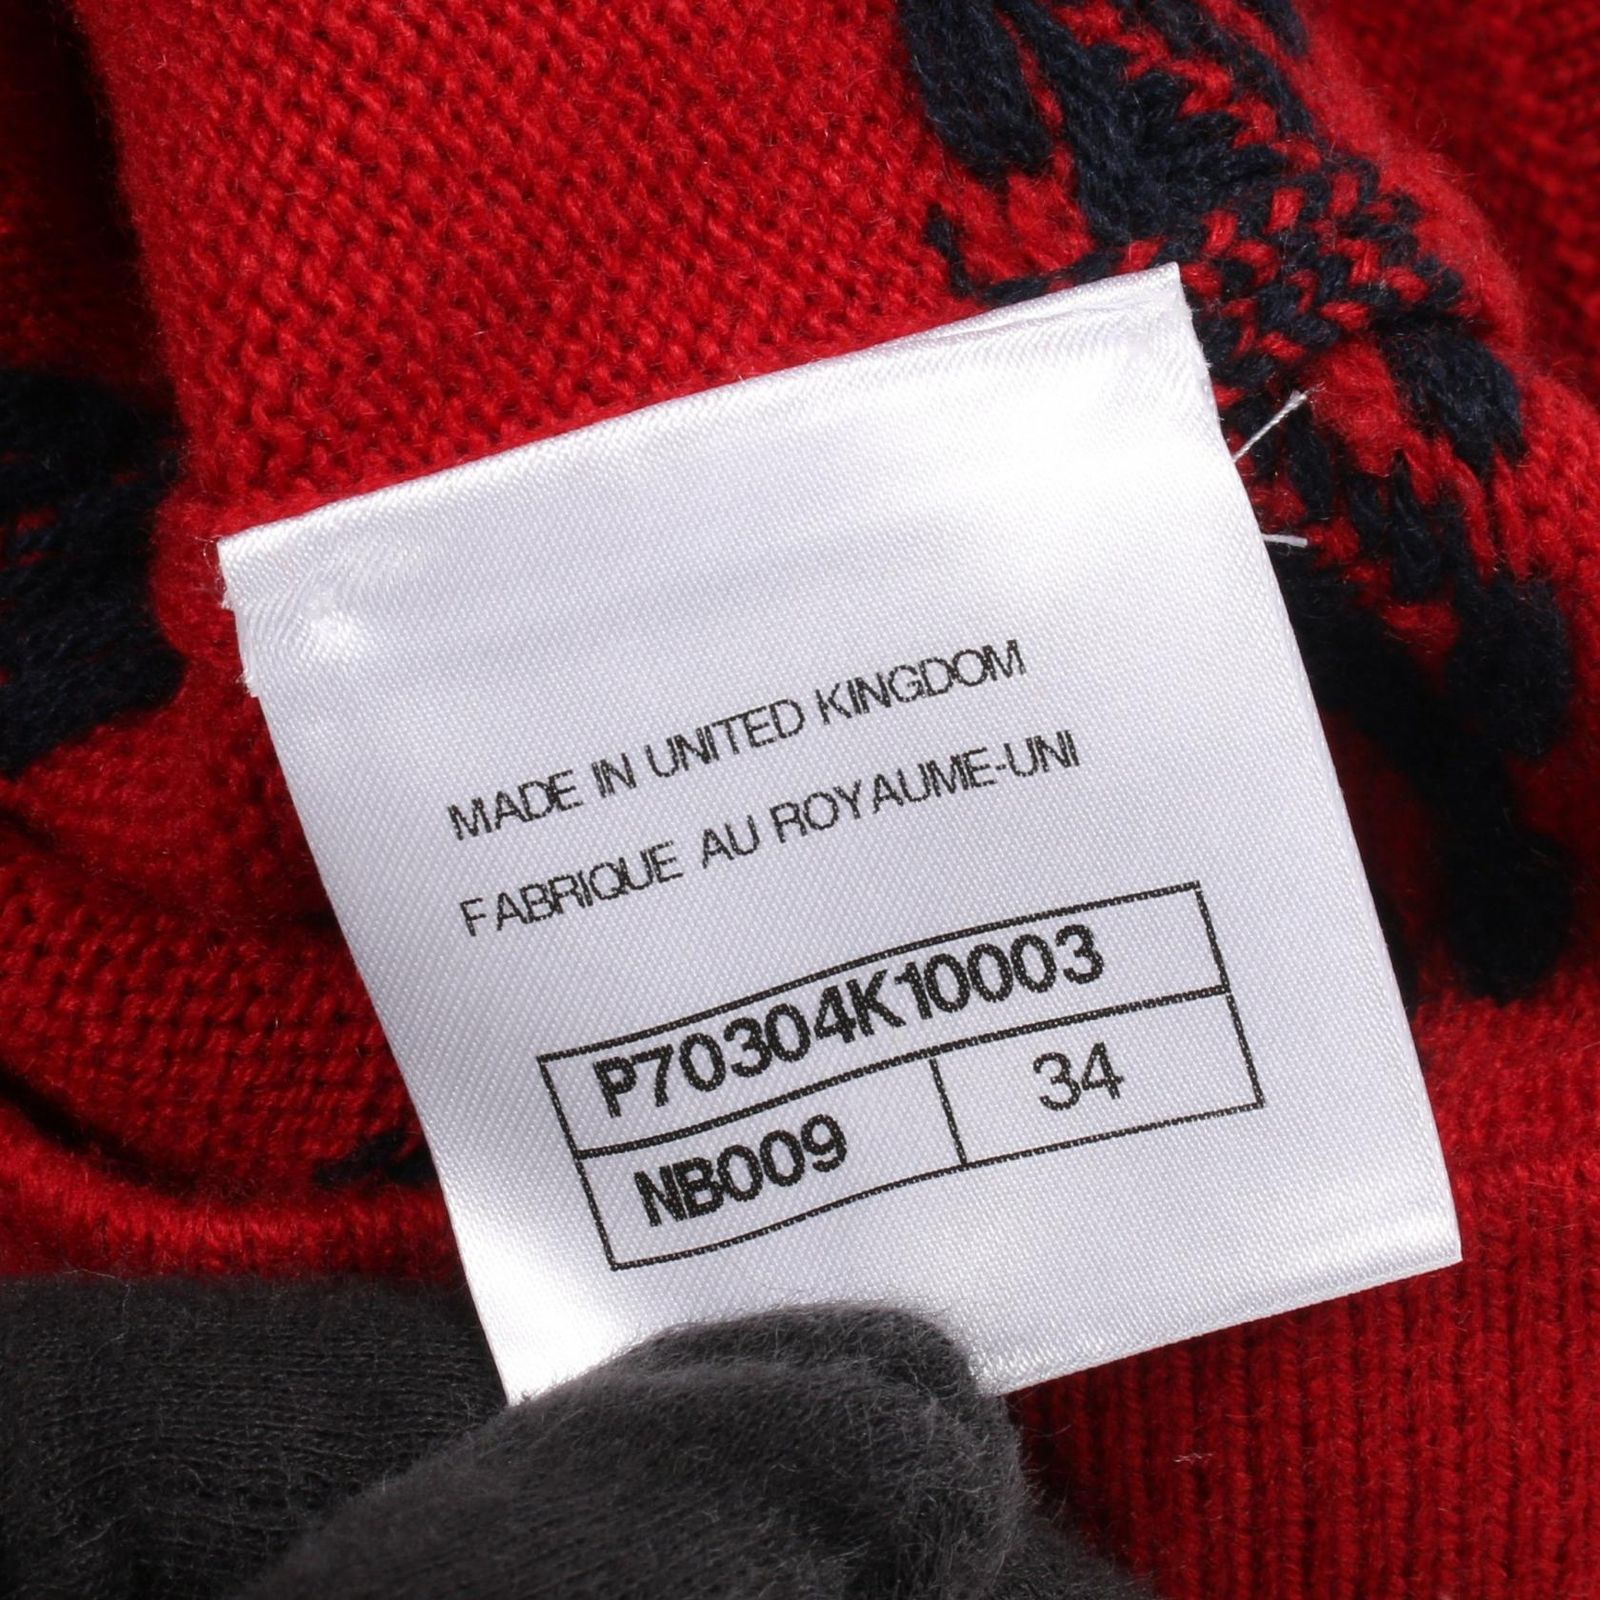 MADE IN UNITED KINGDOM
FABRIQUE AU ROYAUME-UNI
P70304K10003
NB009 34